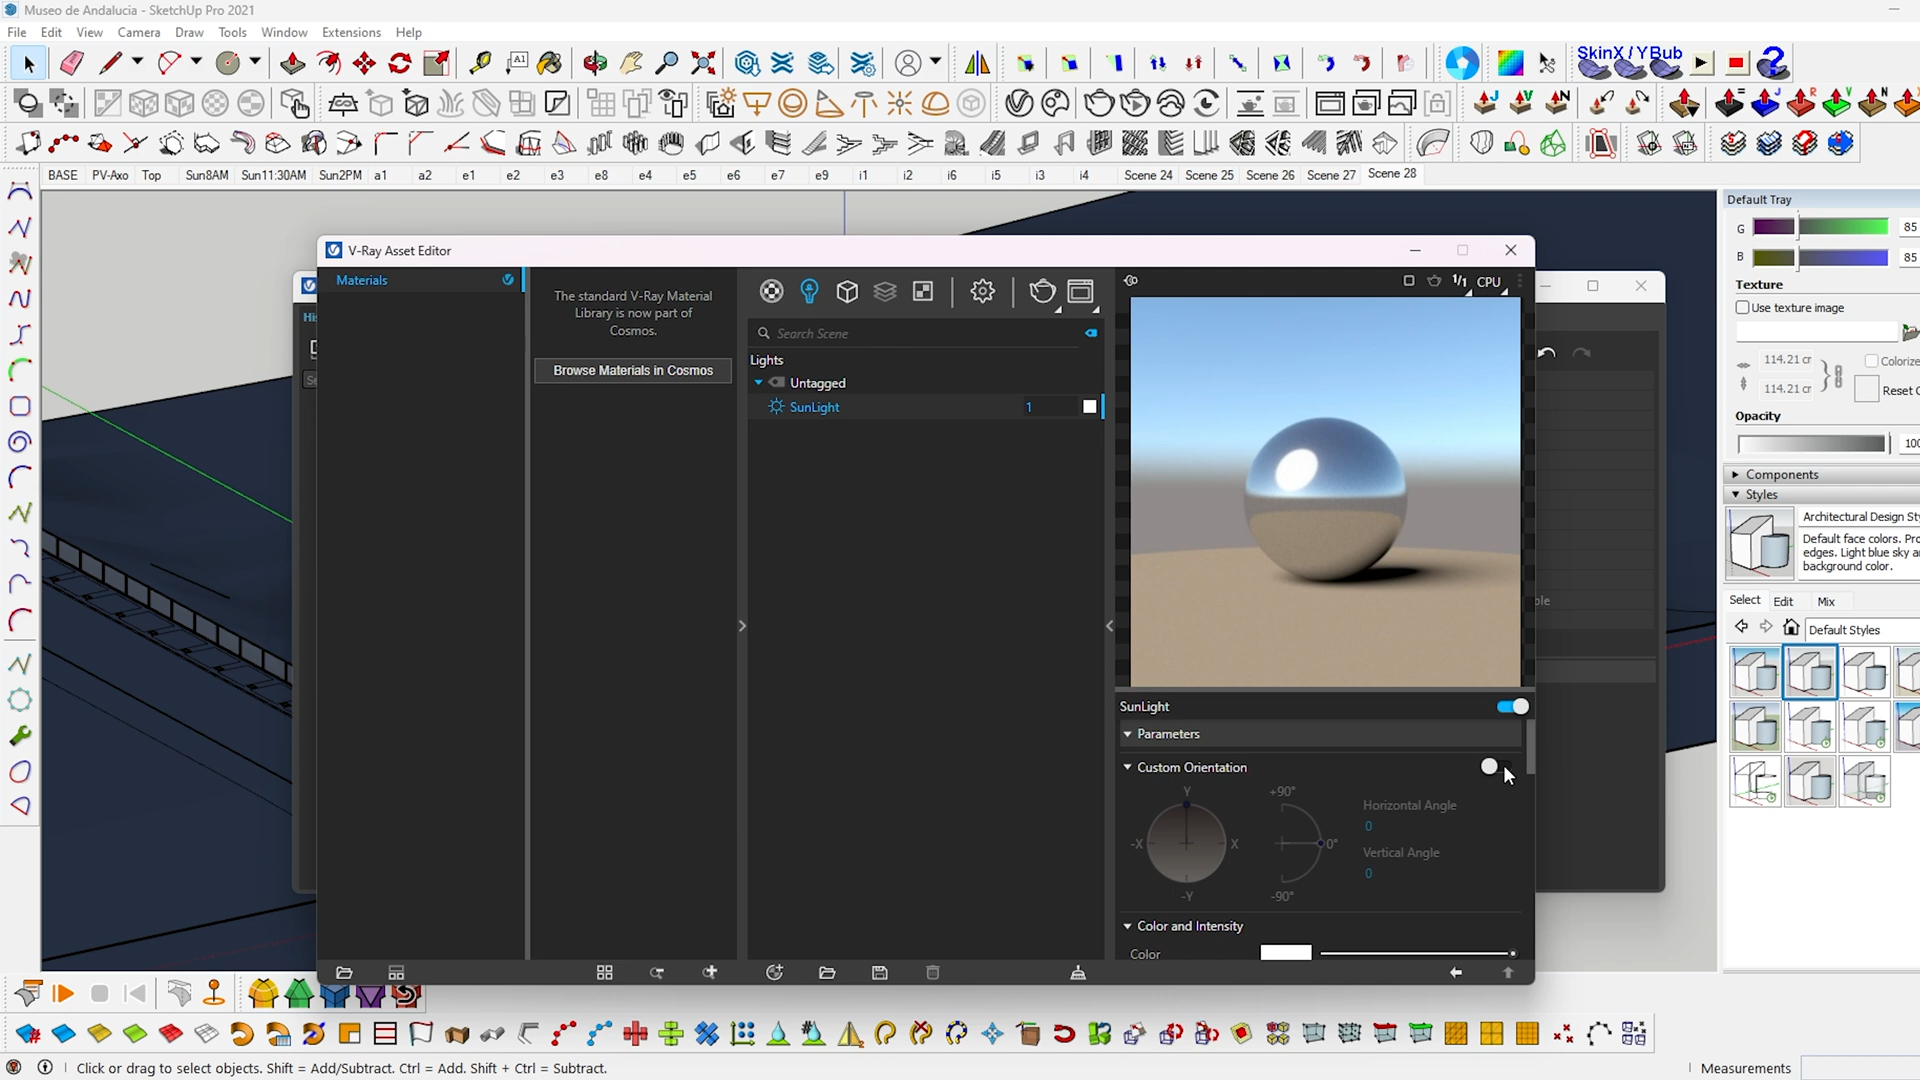 Museo de Andalucia - SketchUp Pro 2021
File Edit View Camera Draw Tools Window Extensions Help
SkinX / YBub
BASE PV-Axo Top Sun8AM Sun11:30AM Sun2PM a1 a2 e1 e2 e3 e8 e4 e5 e6 e7 e9 i1 i2 i6 i5 i3 i4 Scene 24 Scene 25 Scene 26 Scene 27 Scene 28
Default Tray
G 85
B 85
Texture
Use texture image
114.21 cr
Colorize
114.21 cr
Reset C
Opacity
100
Components
Styles
Architectural Design Sty
Default face colors. Pro
edges. Light blue sky a
background color.
Select Edit Mix
Default Styles
V-Ray Asset Editor
Materials
The standard V-Ray Material
Library is now part of
Cosmos.
Browse Materials in Cosmos
Search Scene
Lights
Untagged
SunLight 1
1/1 CPU
SunLight
Parameters
Custom Orientation
Y
-X X
-Y
+90°
0°
-90°
Horizontal Angle
0
Vertical Angle
0
Color and Intensity
Color
Click or drag to select objects. Shift = Add/Subtract. Ctrl = Add. Shift + Ctrl = Subtract.
Measurements